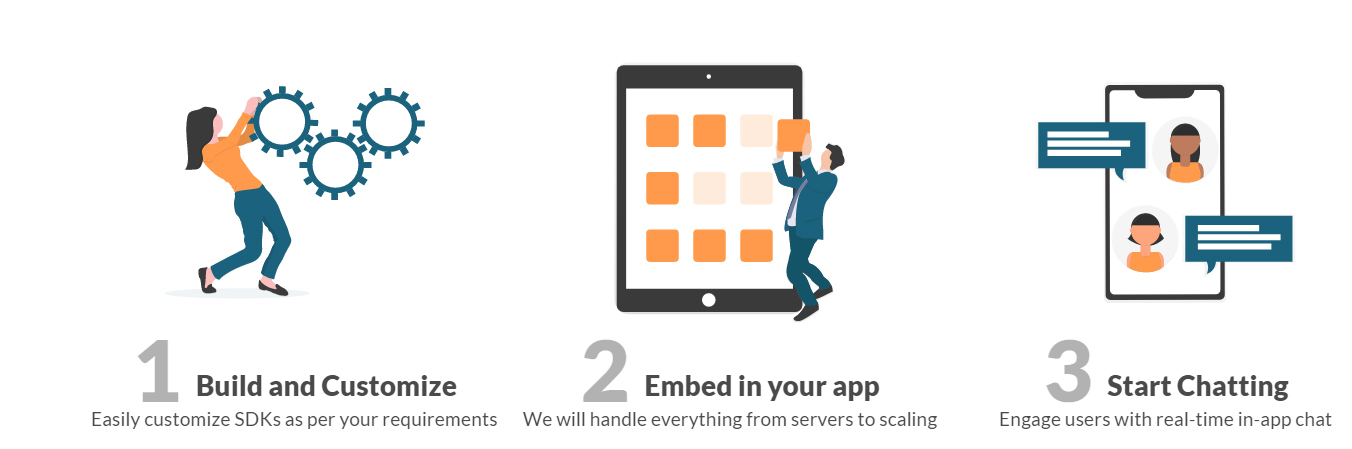 1 Build and Customize
Easily customize SDKs as per your requirements
2 Embed in your app
We will handle everything from servers to scaling
3 Start Chatting
Engage users with real-time in-app chat